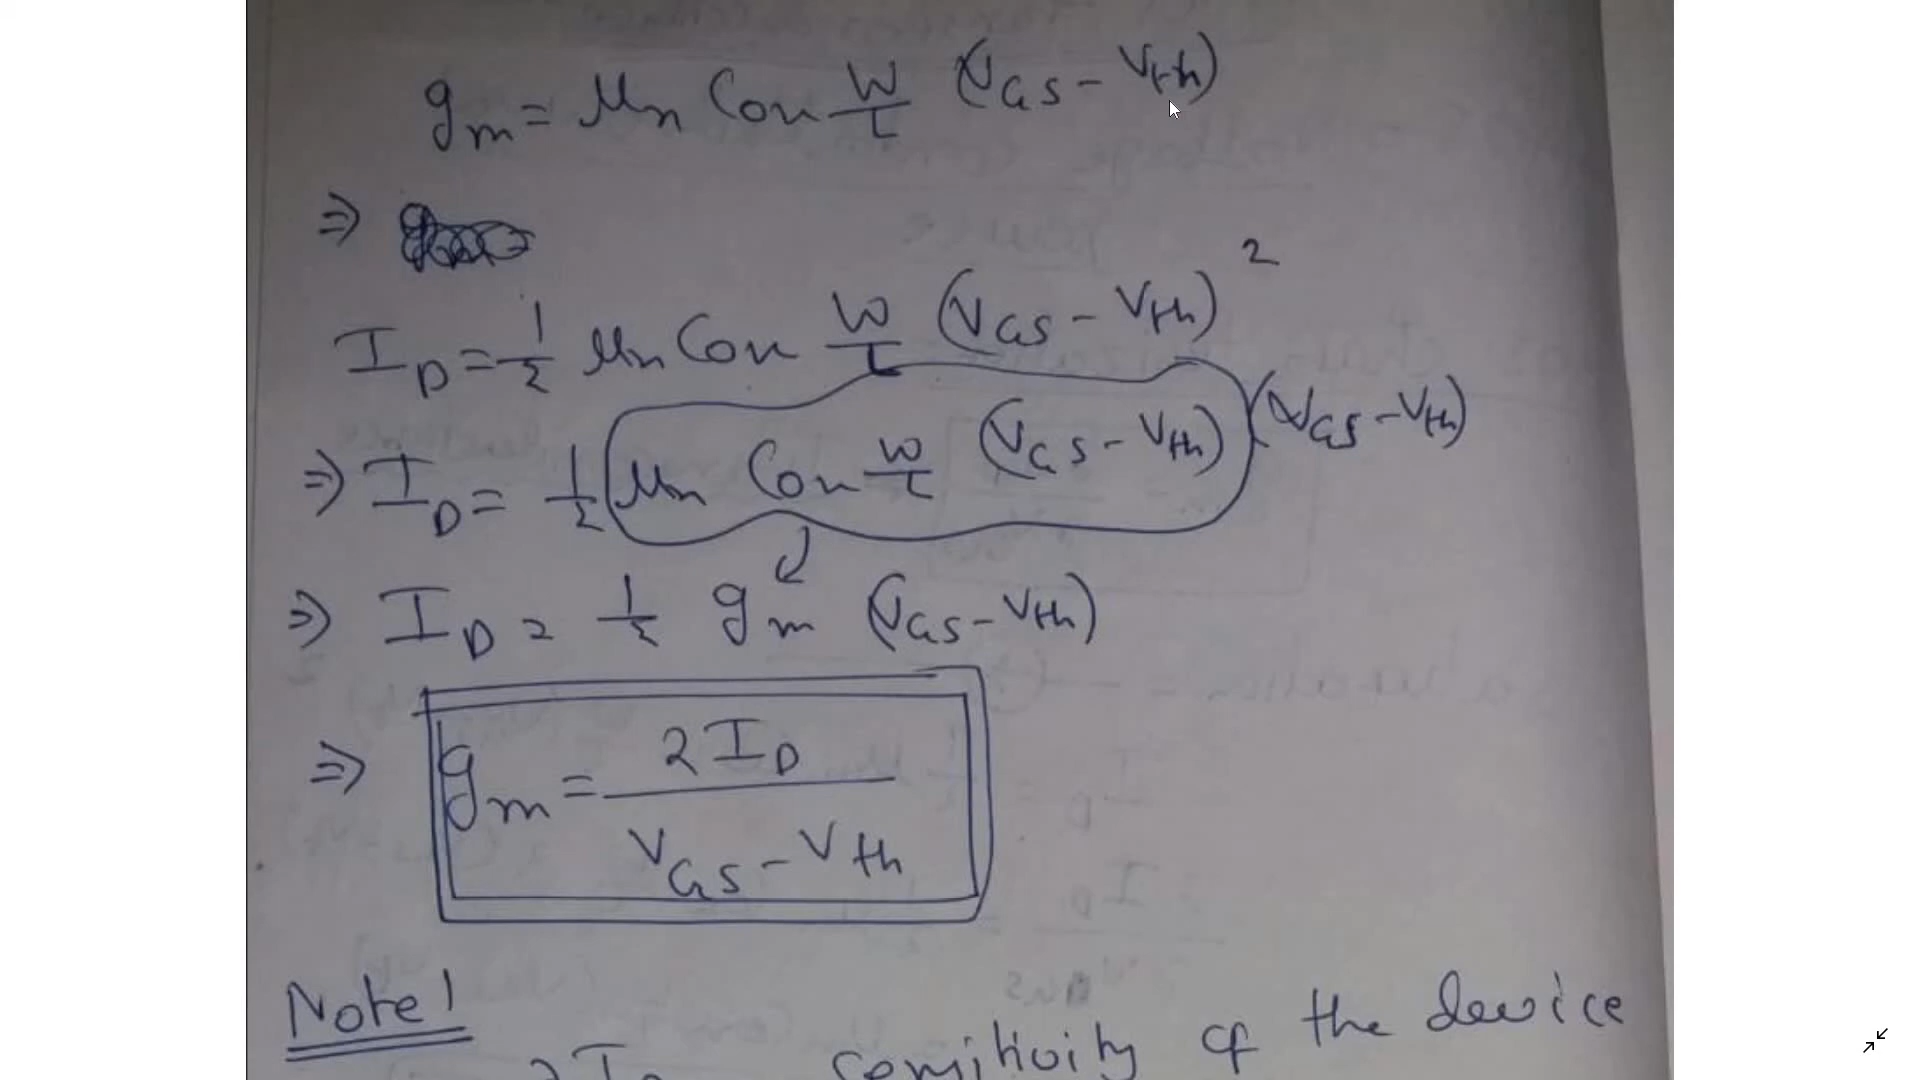 gm = μn Cox W/L (VGS - Vth)
⇒
ID = 1/2 μn Cox W/L (VGS - Vth)²
⇒ ID = 1/2 μn Cox W/L (VGS - Vth) (VGS - Vth)
⇒ ID = 1/2 gm (VGS - Vth)
⇒ gm = 2ID / VGS - Vth
Note!
2I sensitivity of the device